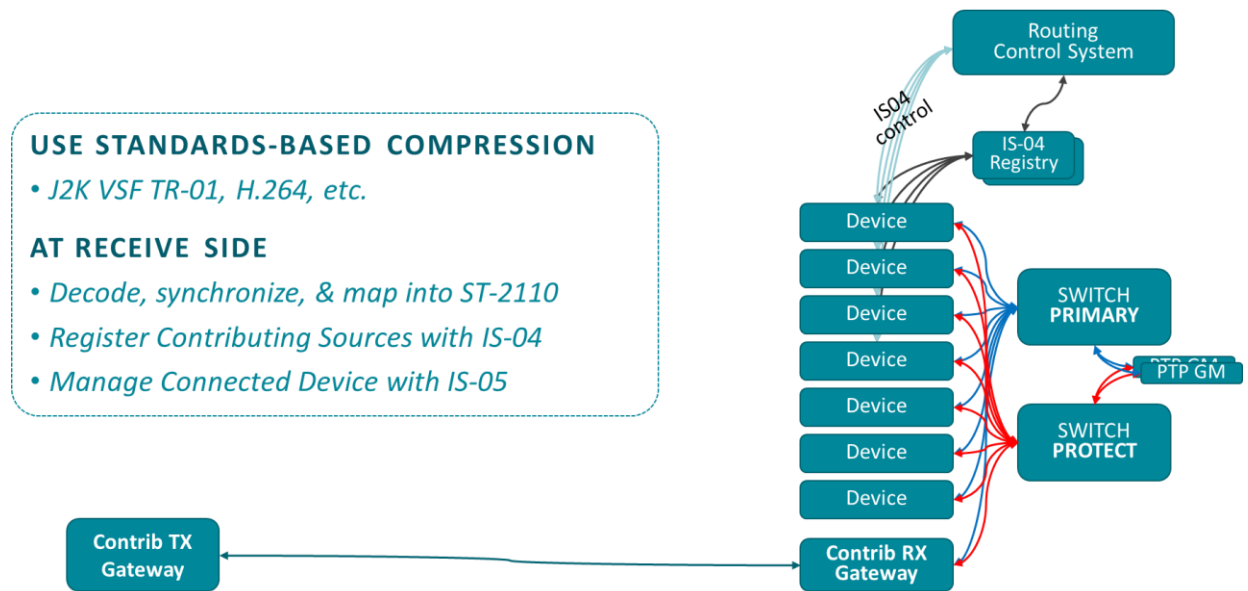 Routing
Control System
IS04
control
IS-04
Registry
USE STANDARDS-BASED COMPRESSION
• J2K VSF TR-01, H.264, etc.
AT RECEIVE SIDE
• Decode, synchronize, & map into ST-2110
• Register Contributing Sources with IS-04
• Manage Connected Device with IS-05
Device
Device
Device
Device
Device
Device
Device
SWITCH
PRIMARY
PTP GM
PTP GM
SWITCH
PROTECT
Contrib TX
Gateway
Contrib RX
Gateway